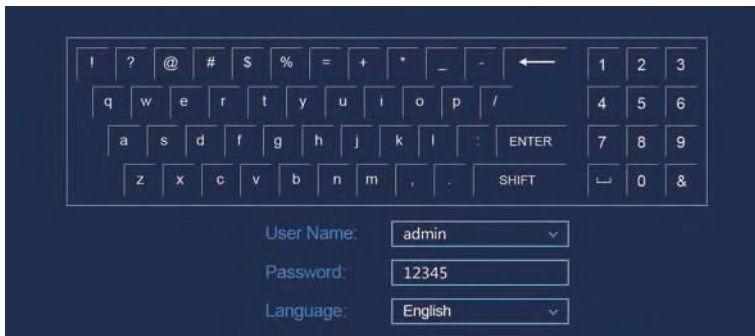 ! ? @ # $ % = + * _ - ← 1 2 3
q w e r t y u i o p / 4 5 6
a s d f g h j k l : ENTER 7 8 9
z x c v b n m , . SHIFT ⎵ 0 &
User Name: admin
Password: 12345
Language: English